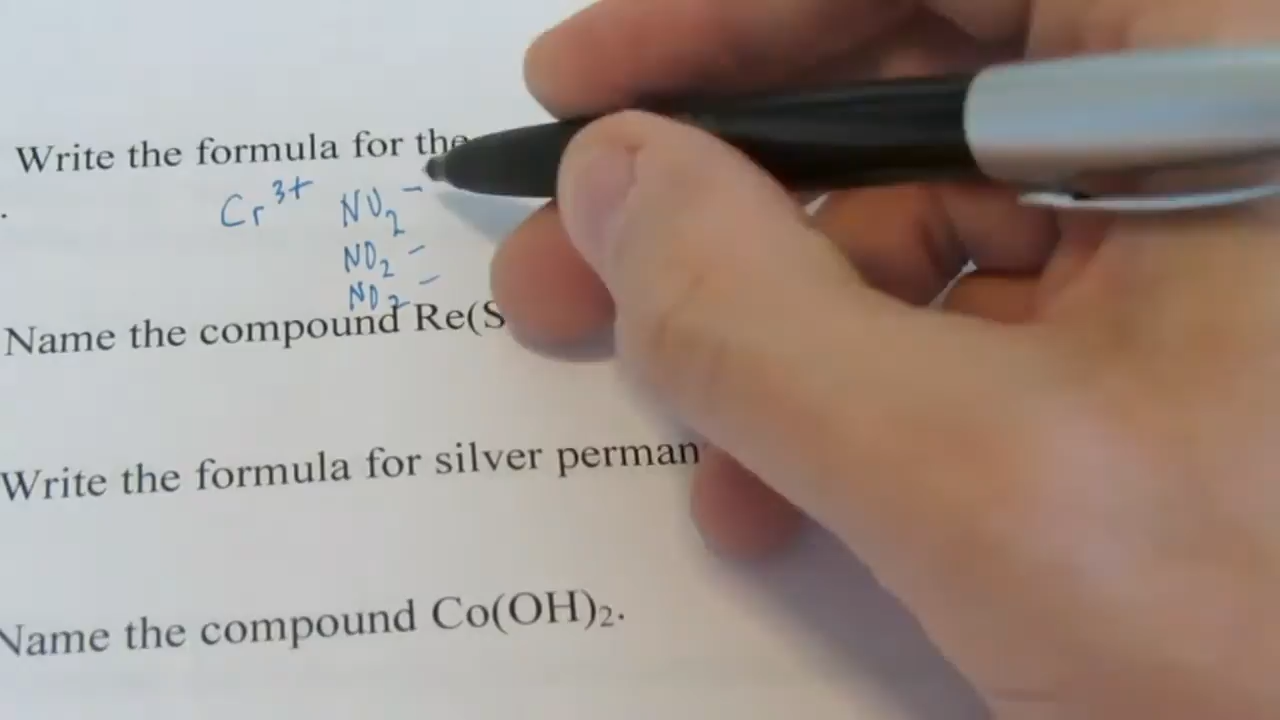 Write the formula for the
Cr³⁺ NO₂⁻
NO₂⁻
NO₂⁻
Name the compound Re(S
Write the formula for silver perman
Name the compound Co(OH)₂.